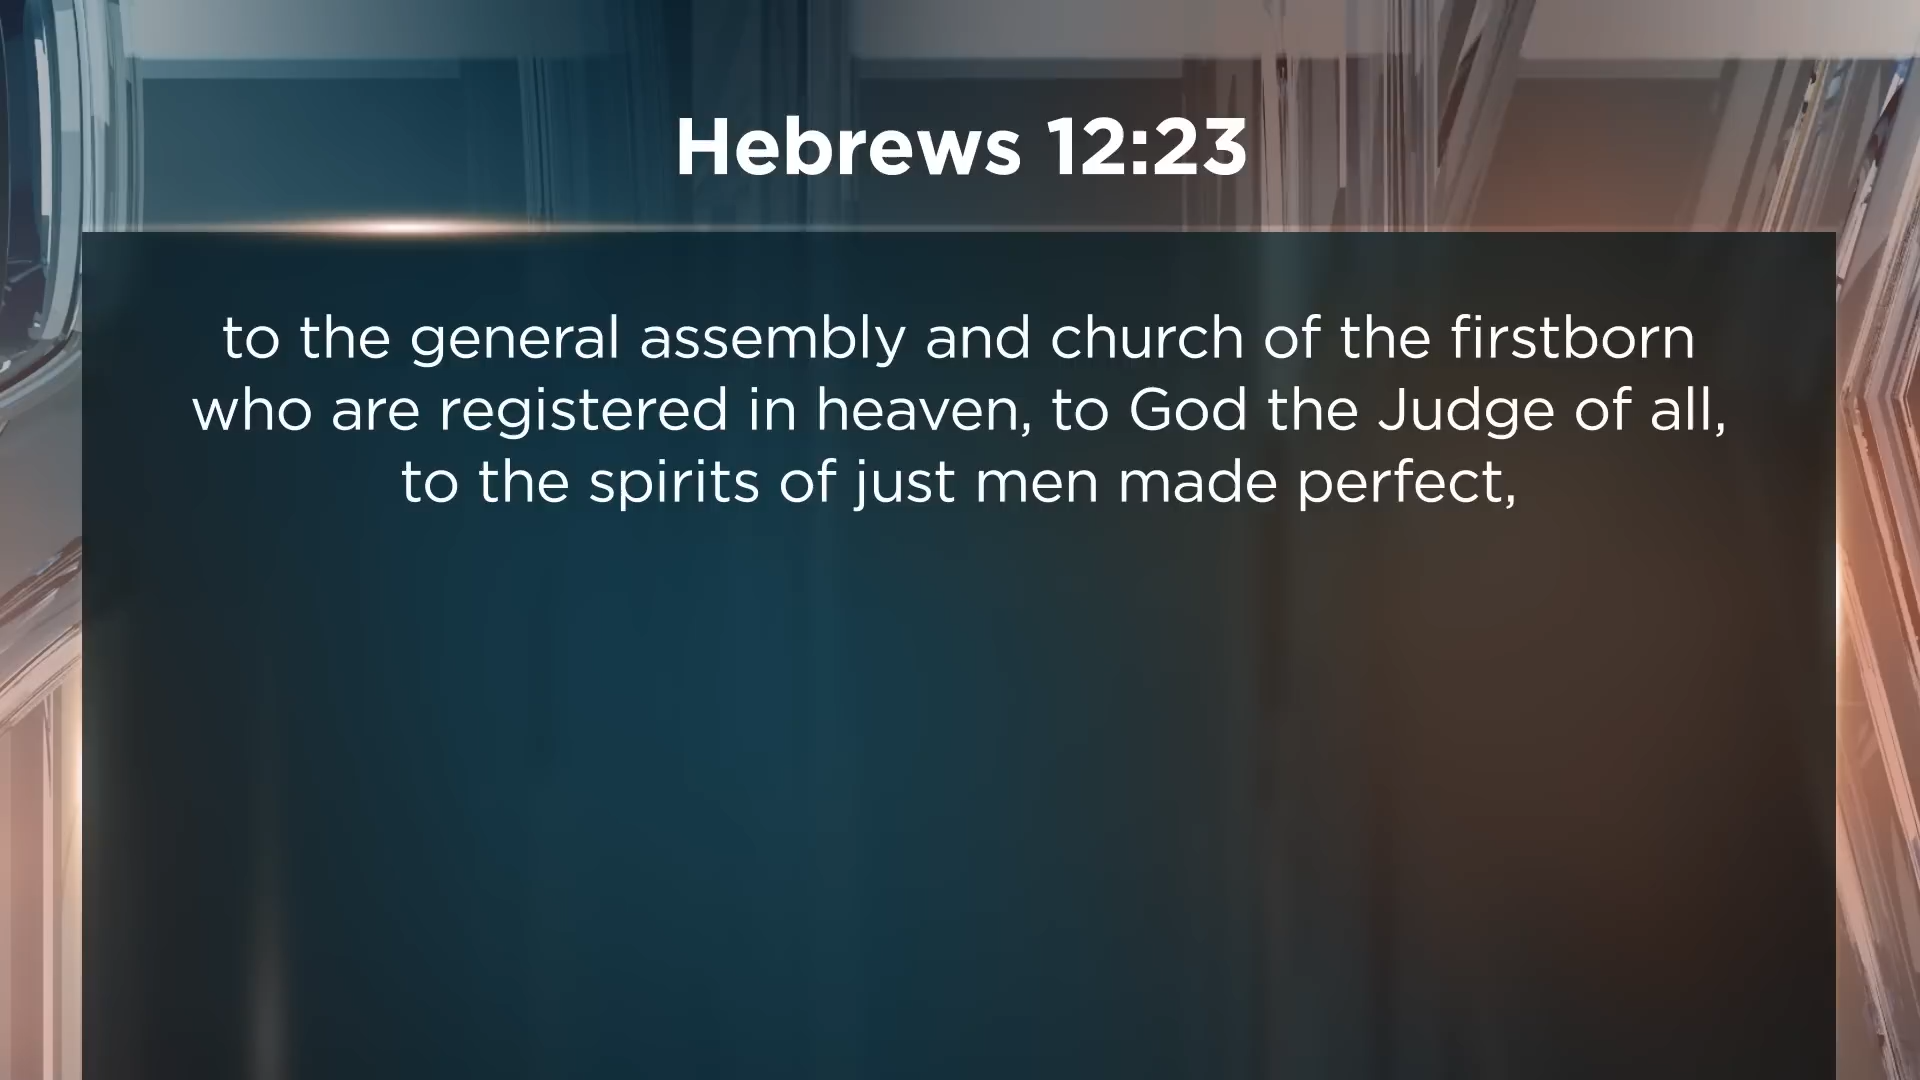 Hebrews 12:23
to the general assembly and church of the firstborn
who are registered in heaven, to God the Judge of all,
to the spirits of just men made perfect,